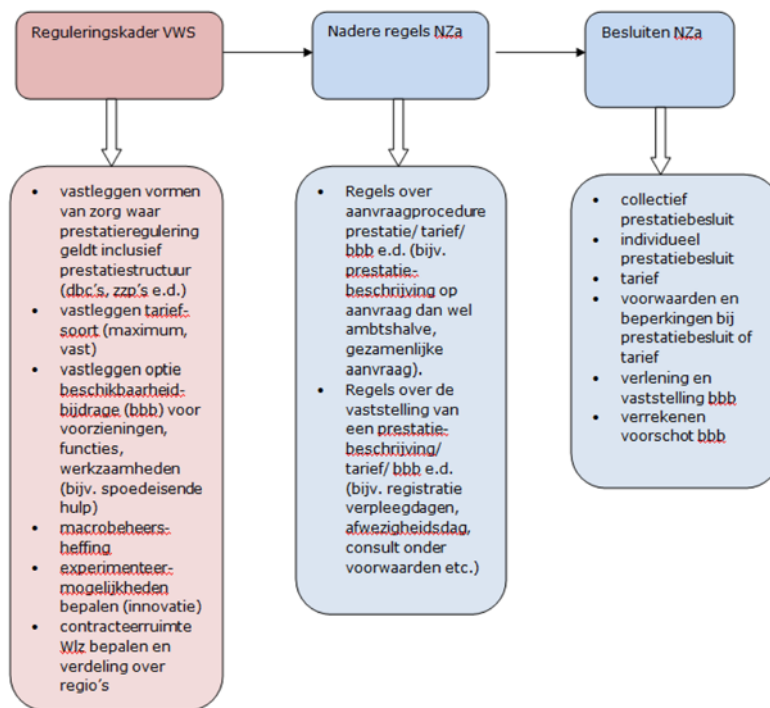 Reguleringskader VWS
Nadere regels NZa
Besluiten NZa
• vastleggen vormen
van zorg waar
prestatieregulering
geldt inclusief
prestatiestructuur
(dbc's, zzp's e.d.)
• vastleggen tarief-
soort (maximum,
vast)
• vastleggen optie
beschikbaarheid-
bijdrage (bbb) voor
voorzieningen,
functies,
werkzaamheden
(bijv. spoedeisende
hulp)
• macrobeheers-
heffing
• experimenteer-
mogelijkheden
bepalen (innovatie)
• contracteerruimte
Wlz bepalen en
verdeling over
regio's
• Regels over
aanvraagprocedure
prestatie/ tarief/
bbb e.d. (bijv.
prestatie-
beschrijving op
aanvraag dan wel
ambtshalve,
gezamenlijke
aanvraag).
• Regels over de
vaststelling van
een prestatie-
beschrijving/
tarief/ bbb e.d.
(bijv. registratie
verpleegdagen,
afwezigheidsdag,
consult onder
voorwaarden etc.)
• collectief
prestatiebesluit
• individueel
prestatiebesluit
• tarief
• voorwaarden en
beperkingen bij
prestatiebesluit of
tarief
• verlening en
vaststelling bbb
• verrekenen
voorschot bbb